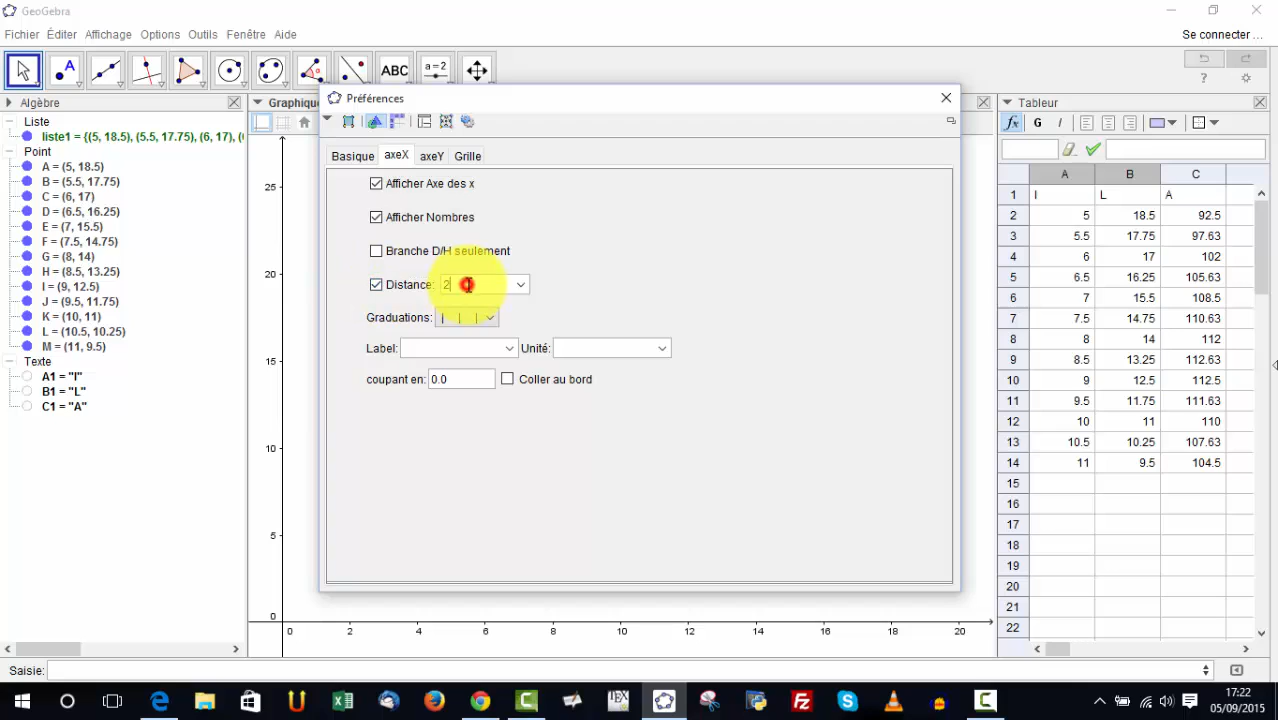 GeoGebra
Fichier Éditer Affichage Options Outils Fenêtre Aide
Se connecter ...
A
ABC
a=2
?
Algèbre
Graphiqu
Préférences
Tableur
Liste
liste1 = {(5, 18.5), (5.5, 17.75), (6, 17), (
Point
A = (5, 18.5)
B = (5.5, 17.75)
C = (6, 17)
D = (6.5, 16.25)
E = (7, 15.5)
F = (7.5, 14.75)
G = (8, 14)
H = (8.5, 13.25)
I = (9, 12.5)
J = (9.5, 11.75)
K = (10, 11)
L = (10.5, 10.25)
M = (11, 9.5)
Texte
A1 = "l"
B1 = "L"
C1 = "A"
25
20
15
10
5
0
0 2 4 6 8 10 12 14 16 18 20
Basique axeX axeY Grille
Afficher Axe des x
Afficher Nombres
Branche D/H seulement
Distance: 2
Graduations:
Label: Unité:
coupant en: 0.0 Coller au bord
fx G I
A B C
1 l L A
2 5 18.5 92.5
3 5.5 17.75 97.63
4 6 17 102
5 6.5 16.25 105.63
6 7 15.5 108.5
7 7.5 14.75 110.63
8 8 14 112
9 8.5 13.25 112.63
10 9 12.5 112.5
11 9.5 11.75 111.63
12 10 11 110
13 10.5 10.25 107.63
14 11 9.5 104.5
15
16
17
18
19
20
21
22
Saisie:
17:22
05/09/2015